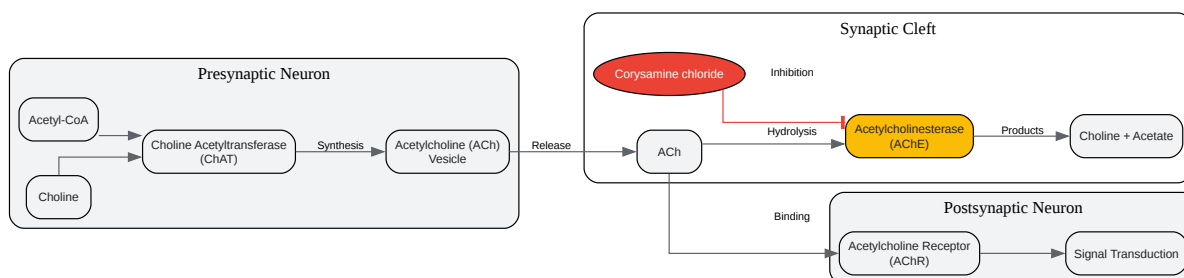 Presynaptic Neuron
Acetyl-CoA
Choline
Choline Acetyltransferase
(ChAT)
Synthesis
Acetylcholine (ACh)
Vesicle
Release
Synaptic Cleft
Corysamine chloride
Inhibition
ACh
Hydrolysis
Acetylcholinesterase
(AChE)
Products
Choline + Acetate
Postsynaptic Neuron
Binding
Acetylcholine Receptor
(AChR)
Signal Transduction